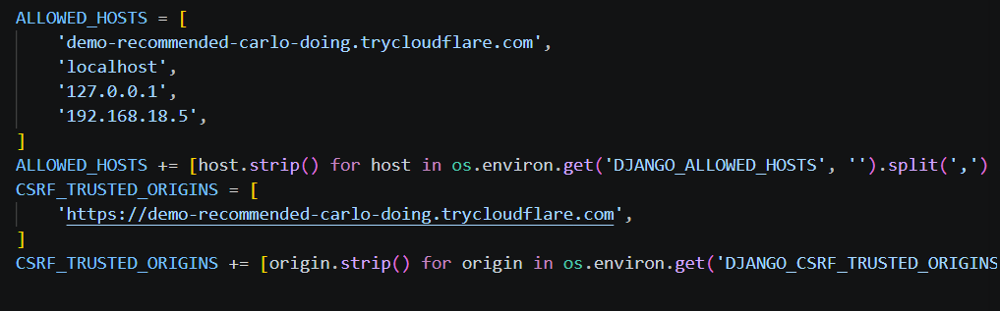 ALLOWED_HOSTS = [
    'demo-recommended-carlo-doing.trycloudflare.com',
    'localhost',
    '127.0.0.1',
    '192.168.18.5',
]
ALLOWED_HOSTS += [host.strip() for host in os.environ.get('DJANGO_ALLOWED_HOSTS', '').split(',')
CSRF_TRUSTED_ORIGINS = [
    'https://demo-recommended-carlo-doing.trycloudflare.com',
]
CSRF_TRUSTED_ORIGINS += [origin.strip() for origin in os.environ.get('DJANGO_CSRF_TRUSTED_ORIGINS